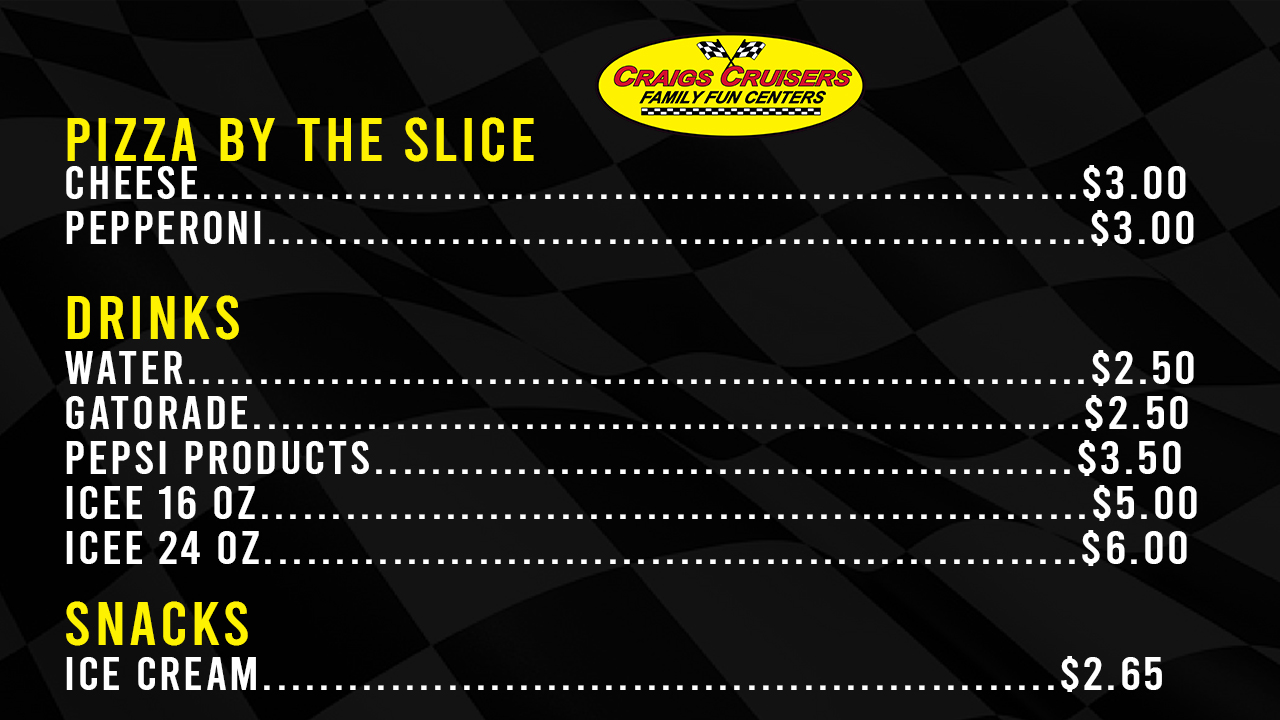 CRAIGS CRUISERS
FAMILY FUN CENTERS
PIZZA BY THE SLICE
CHEESE..............................................................$3.00
PEPPERONI..........................................................$3.00
DRINKS
WATER................................................................$2.50
GATORADE...........................................................$2.50
PEPSI PRODUCTS..................................................$3.50
ICEE 16 OZ...........................................................$5.00
ICEE 24 OZ..........................................................$6.00
SNACKS
ICE CREAM........................................................$2.65